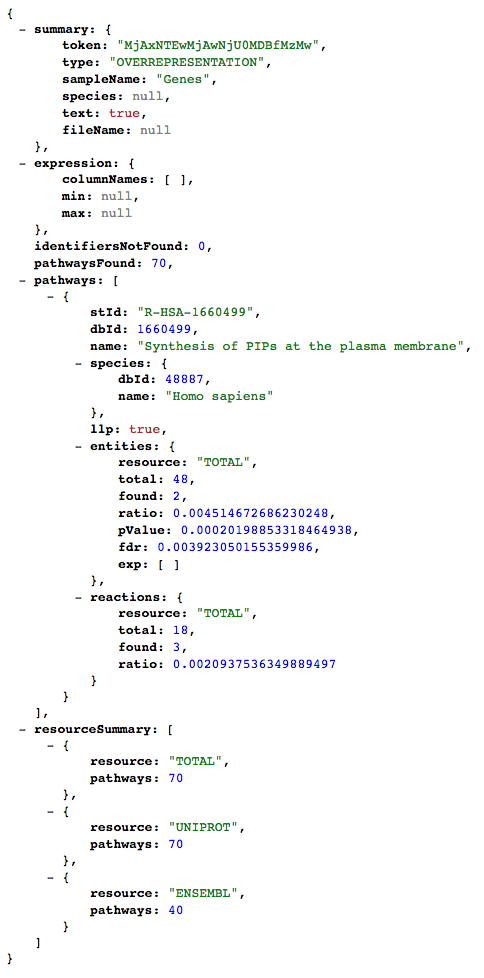 {
- summary: {
token: "MjAxNTEwMjAwNjU0MDBfMzMw",
type: "OVERREPRESENTATION",
sampleName: "Genes",
species: null,
text: true,
fileName: null
},
- expression: {
columnNames: [ ],
min: null,
max: null
},
identifiersNotFound: 0,
pathwaysFound: 70,
- pathways: [
- {
stId: "R-HSA-1660499",
dbId: 1660499,
name: "Synthesis of PIPs at the plasma membrane",
- species: {
dbId: 48887,
name: "Homo sapiens"
},
llp: true,
- entities: {
resource: "TOTAL",
total: 48,
found: 2,
ratio: 0.004514672686230248,
pValue: 0.00020198853318464938,
fdr: 0.003923050155359986,
exp: [ ]
},
- reactions: {
resource: "TOTAL",
total: 18,
found: 3,
ratio: 0.0020937536349889497
}
}
],
- resourceSummary: [
- {
resource: "TOTAL",
pathways: 70
},
- {
resource: "UNIPROT",
pathways: 70
},
- {
resource: "ENSEMBL",
pathways: 40
}
]
}